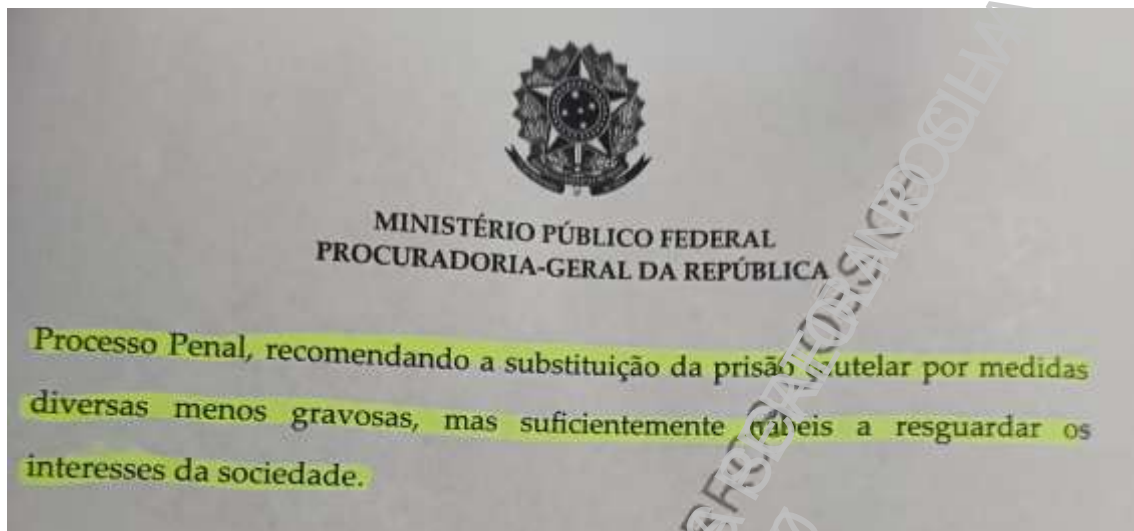 MINISTÉRIO PÚBLICO FEDERAL
PROCURADORIA-GERAL DA REPÚBLICA
Processo Penal, recomendando a substituição da prisão por medidas
diversas menos gravosas, mas suficientemente hábeis a resguardar os
interesses da sociedade.